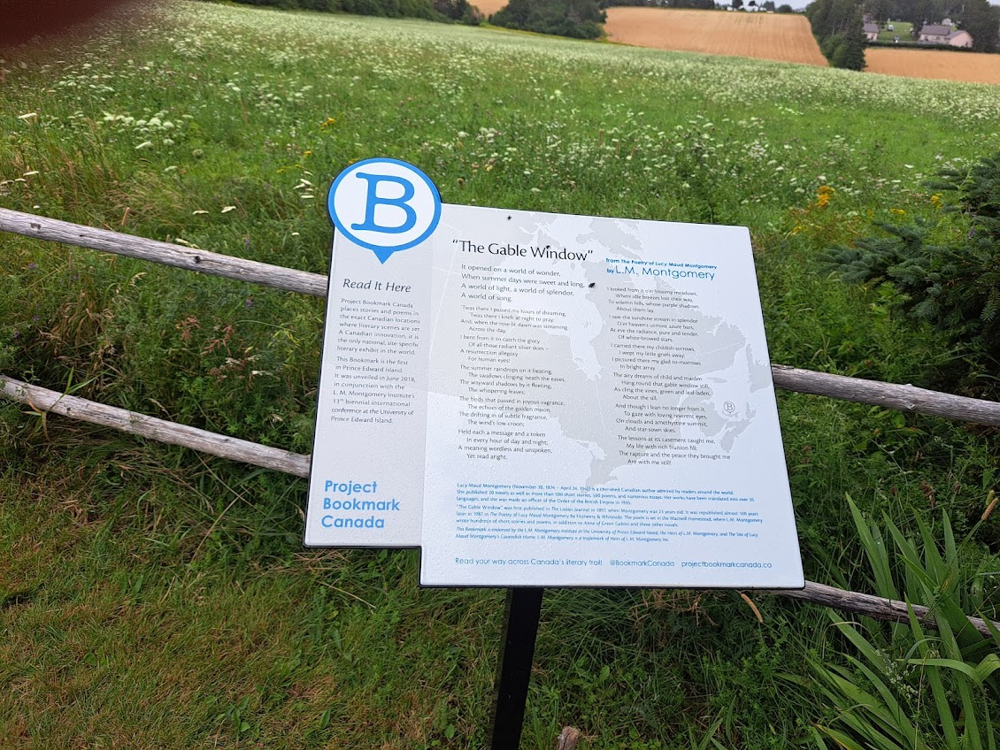 B
Read It Here
Project Bookmark Canada
places stories and poems in
the exact Canadian locations
where literary scenes are set.
A Canadian innovation, it is
the only national, site-specific
literary exhibit in the world.
This Bookmark is the first
in Prince Edward Island.
It was unveiled in June 2018,
in conjunction with the
L. M. Montgomery Institute's
13th biennial international
conference at the University of
Prince Edward Island.
Project
Bookmark
Canada
"The Gable Window"
It opened on a world of wonder,
When summer days were sweet and long,
A world of light, a world of splendor,
A world of song.
'Twas there I passed my hours of dreaming,
'Twas there I knelt at night to pray;
And, when the rose-lit dawn was streaming
Across the day,
I bent from it to catch the glory
Of all those radiant silver skies –
A resurrection allegory
For human eyes!
The summer raindrops on it beating,
The swallows clinging 'neath the eaves,
The wayward shadows by it fleeting,
The whispering leaves;
The birds that passed in joyous vagrance,
The echoes of the golden moon,
The drifting in of subtle fragrance,
The wind's low croon;
Held each a message and a token
In every hour of day and night;
A meaning wordless and unspoken,
Yet read aright.
from The Poetry of Lucy Maud Montgomery
by L.M. Montgomery
I looked from it o'er bloomy meadows,
Where idle breezes lost their way,
To solemn hills, whose purple shadows
About them lay.
I saw the sunshine stream in splendor
O'er heaven's utmost azure bars,
At eve the radiance, pure and tender,
Of white-browed stars.
I carried there my childish sorrows,
I wept my little griefs away;
I pictured there my glad to-morrows
In bright array.
The airy dreams of child and maiden
Hang round that gable window still,
As cling the vines, green and leaf-laden,
About the sill.
And though I lean no longer from it,
To gaze with loving reverent eyes,
On clouds and amethystine summit,
And star-sown skies.
The lessons at its casement taught me,
My life with rich fruition fill;
The rapture and the peace they brought me
Are with me still!
B
Lucy Maud Montgomery (November 30, 1874 – April 24, 1942) is a cherished Canadian author admired by readers around the world.
She published 20 novels as well as more than 500 short stories, 500 poems, and numerous essays. Her works have been translated into over 35
languages, and she was made an officer of the Order of the British Empire in 1935.
"The Gable Window" was first published in The Ladies' Journal in 1897, when Montgomery was 23 years old. It was republished almost 100 years
later in 1987 in The Poetry of Lucy Maud Montgomery by Fitzhenry & Whiteside. The poem is set in the Macneill Homestead, where L.M. Montgomery
wrote hundreds of short stories and poems, in addition to Anne of Green Gables and three other novels.
This Bookmark is endorsed by the L.M. Montgomery Institute at the University of Prince Edward Island, the Heirs of L.M. Montgomery, and The Site of Lucy
Maud Montgomery's Cavendish Home. L.M. Montgomery is a trademark of Heirs of L.M. Montgomery Inc.
Read your way across Canada's literary trail! @BookmarkCanada projectbookmarkcanada.ca